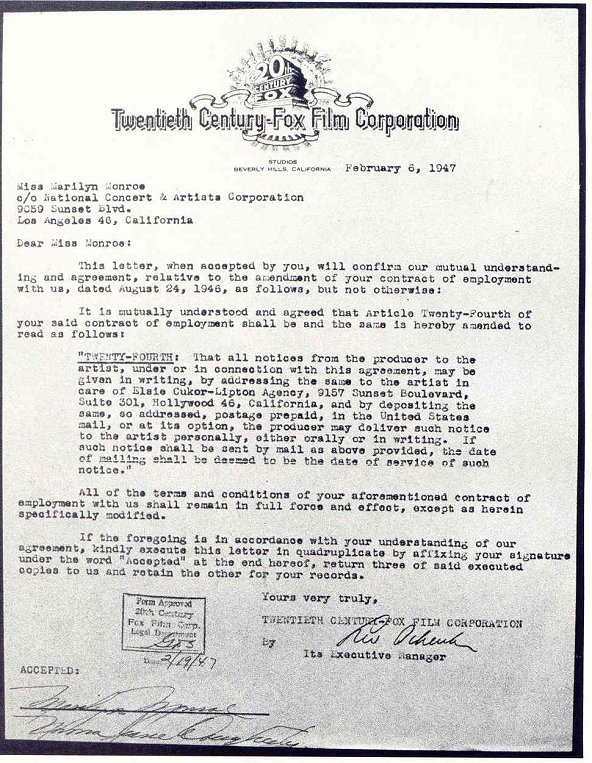 20th
CENTURY
FOX
Twentieth Century-Fox Film Corporation
STUDIOS
BEVERLY HILLS, CALIFORNIA
February 6, 1947
Miss Marilyn Monroe
c/o National Concert & Artists Corporation
9059 Sunset Blvd.
Los Angeles 46, California
Dear Miss Monroe:
This letter, when accepted by you, will confirm our mutual understand-
ing and agreement, relative to the amendment of your contract of employment
with us, dated August 24, 1946, as follows, but not otherwise:
It is mutually understood and agreed that Article Twenty-Fourth of
your said contract of employment shall be and the same is hereby amended to
read as follows:
"TWENTY-FOURTH: That all notices from the producer to the
artist, under or in connection with this agreement, may be
given in writing, by addressing the same to the artist in
care of Elsie Cukor-Lipton Agency, 9157 Sunset Boulevard,
Suite 301, Hollywood 46, California, and by depositing the
same, so addressed, postage prepaid, in the United States
mail, or at its option, the producer may deliver such notice
to the artist personally, either orally or in writing. If
such notice shall be sent by mail as above provided, the date
of mailing shall be deemed to be the date of service of such
notice."
All of the terms and conditions of your aforementioned contract of
employment with us shall remain in full force and effect, except as herein
specifically modified.
If the foregoing is in accordance with your understanding of our
agreement, kindly execute this letter in quadruplicate by affixing your signature
under the word "Accepted" at the end hereof, return three of said executed
copies to us and retain the other for your records.
Yours very truly,
TWENTIETH CENTURY-FOX FILM CORPORATION
By
Its Executive Manager
Form Approved
20th Century
Fox Film Corp.
Legal Department
Date 2/19/47
ACCEPTED:
Marilyn Monroe
Norma Jeane Dougherty